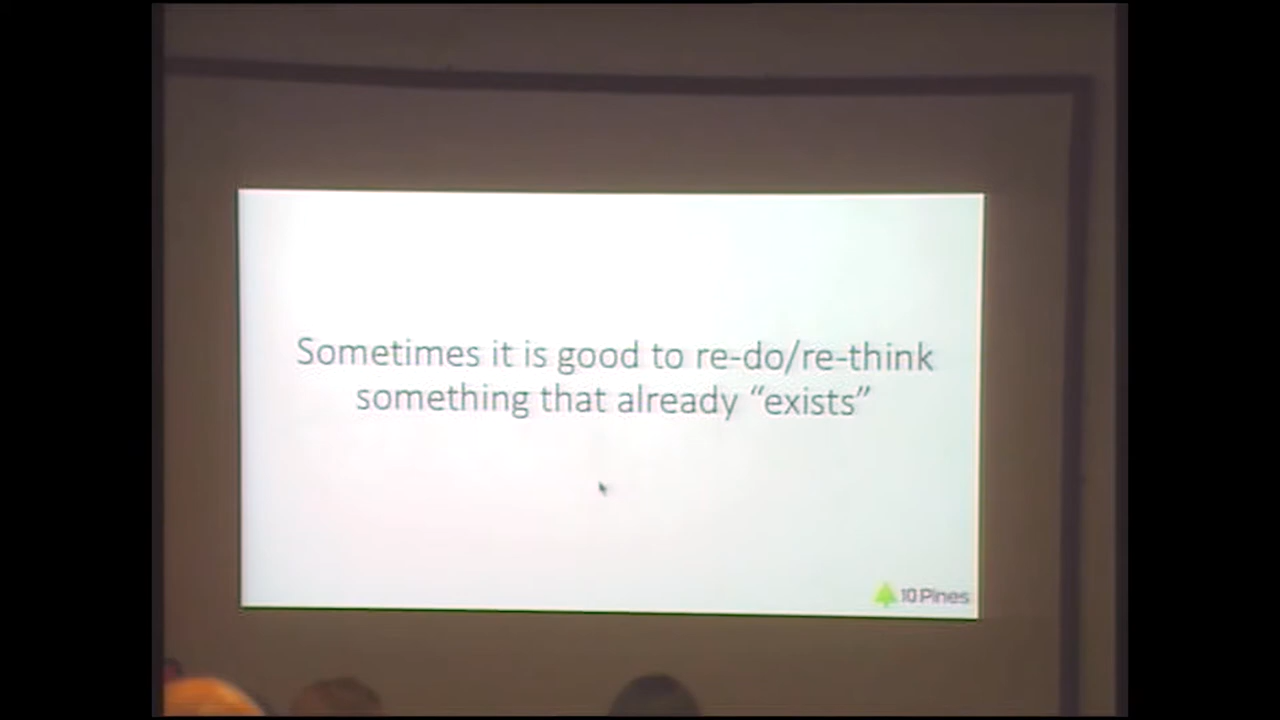 Sometimes it is good to re-do/re-think
something that already “exists”
10 Pines